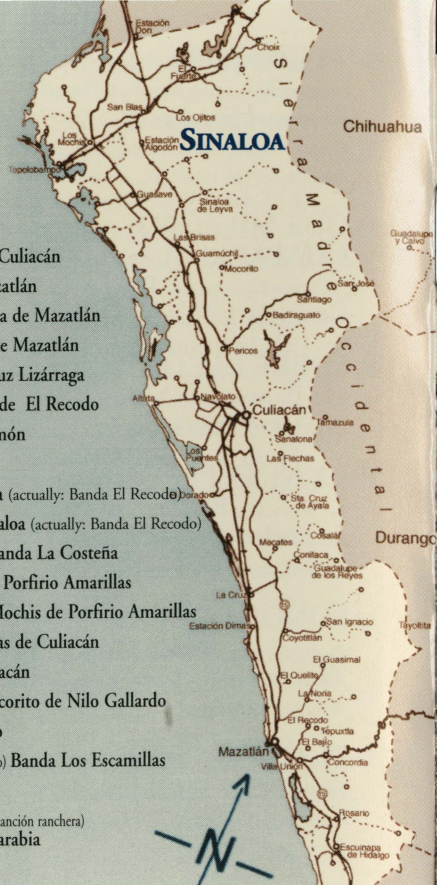 Estación
Don
Choix
El
Fuerte
San Blas
Los Ojitos
Los
Mochis
Estación
Algodón
SINALOA
Chihuahua
Topolobampo
Guasave
Sinaloa
de Leyva
Sierra Madre Occidental
Guadalupe
y Calvo
Las Brisas
Guamúchil
Mocorito
San José
Santiago
Badiraguato
Pericos
Altata
Navolato
Culiacán
Tamazula
Sanalona
Los
Puentes
Las Flechas
Dorado
Sta. Cruz
de Ayala
Cosalá
Durango
Mecates
Conitaca
Guadalupe
de los Reyes
La Cruz
Estación Dimas
San Ignacio
Coyotitlán
Tayoltita
El Guasimal
El Quelite
La Noria
El Recodo
Tepuxtla
El Bajío
Mazatlán
Villa Unión
Concordia
Rosario
Escuinapa
de Hidalgo
Culiacán
zatlán
a de Mazatlán
e Mazatlán
uz Lizárraga
de El Recodo
món
a (actually: Banda El Recodo)
aloa (actually: Banda El Recodo)
anda La Costeña
Porfirio Amarillas
Mochis de Porfirio Amarillas
as de Culiacán
acán
corito de Nilo Gallardo
o
o) Banda Los Escamillas
anción ranchera)
arabia
N